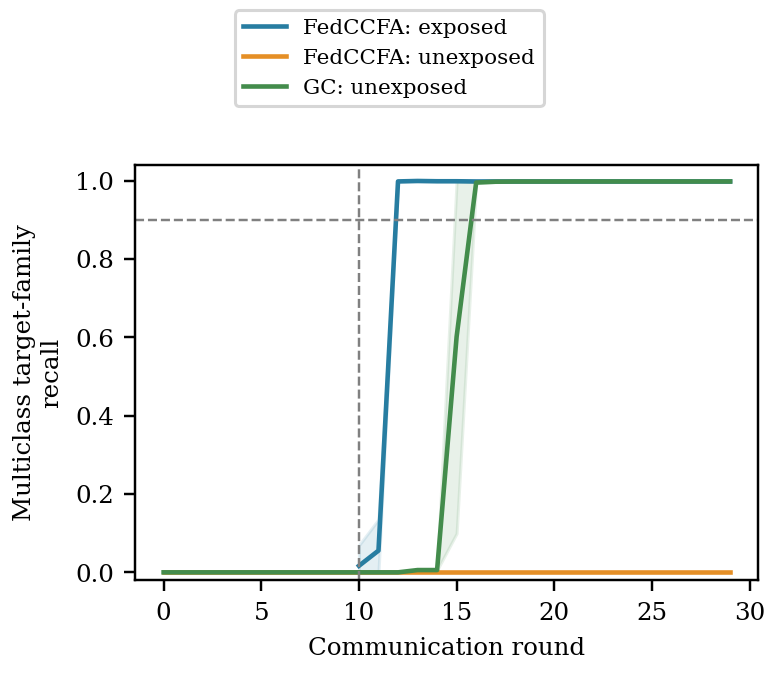 FedCCFA: exposed
FedCCFA: unexposed
GC: unexposed
Multiclass target-family
recall
1.0
0.8
0.6
0.4
0.2
0.0
0 5 10 15 20 25 30
Communication round